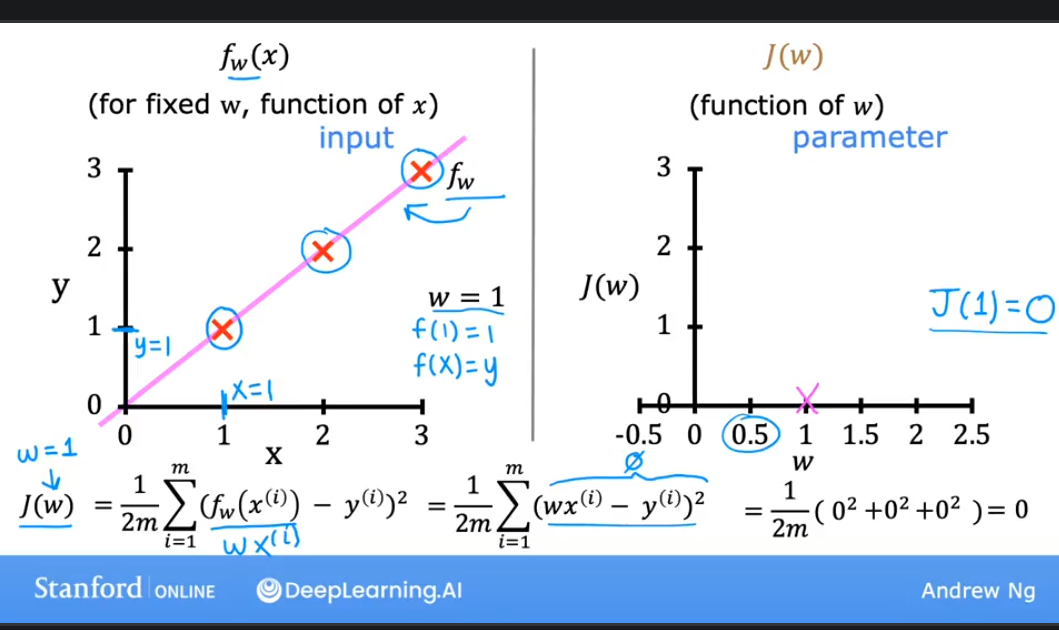 f_w(x)
(for fixed w, function of x)
input
3
f_w
2
y
w = 1
f(1)=1
f(x)=y
1
y=1
x=1
0
0 1 2 3
x
J(w)
(function of w)
parameter
3
2
J(w)
J(1)=0
1
0
-0.5 0 0.5 1 1.5 2 2.5
w
w=1
↓
J(w) = \frac{1}{2m} \sum_{i=1}^{m} (f_w(x^{(i)}) − y^{(i)})^2 = \frac{1}{2m} \sum_{i=1}^{m} (wx^{(i)} − y^{(i)})^2 = \frac{1}{2m} ( 0^2 +0^2 +0^2 )= 0
wx^{(i)}
0
Stanford ONLINE DeepLearning.AI Andrew Ng